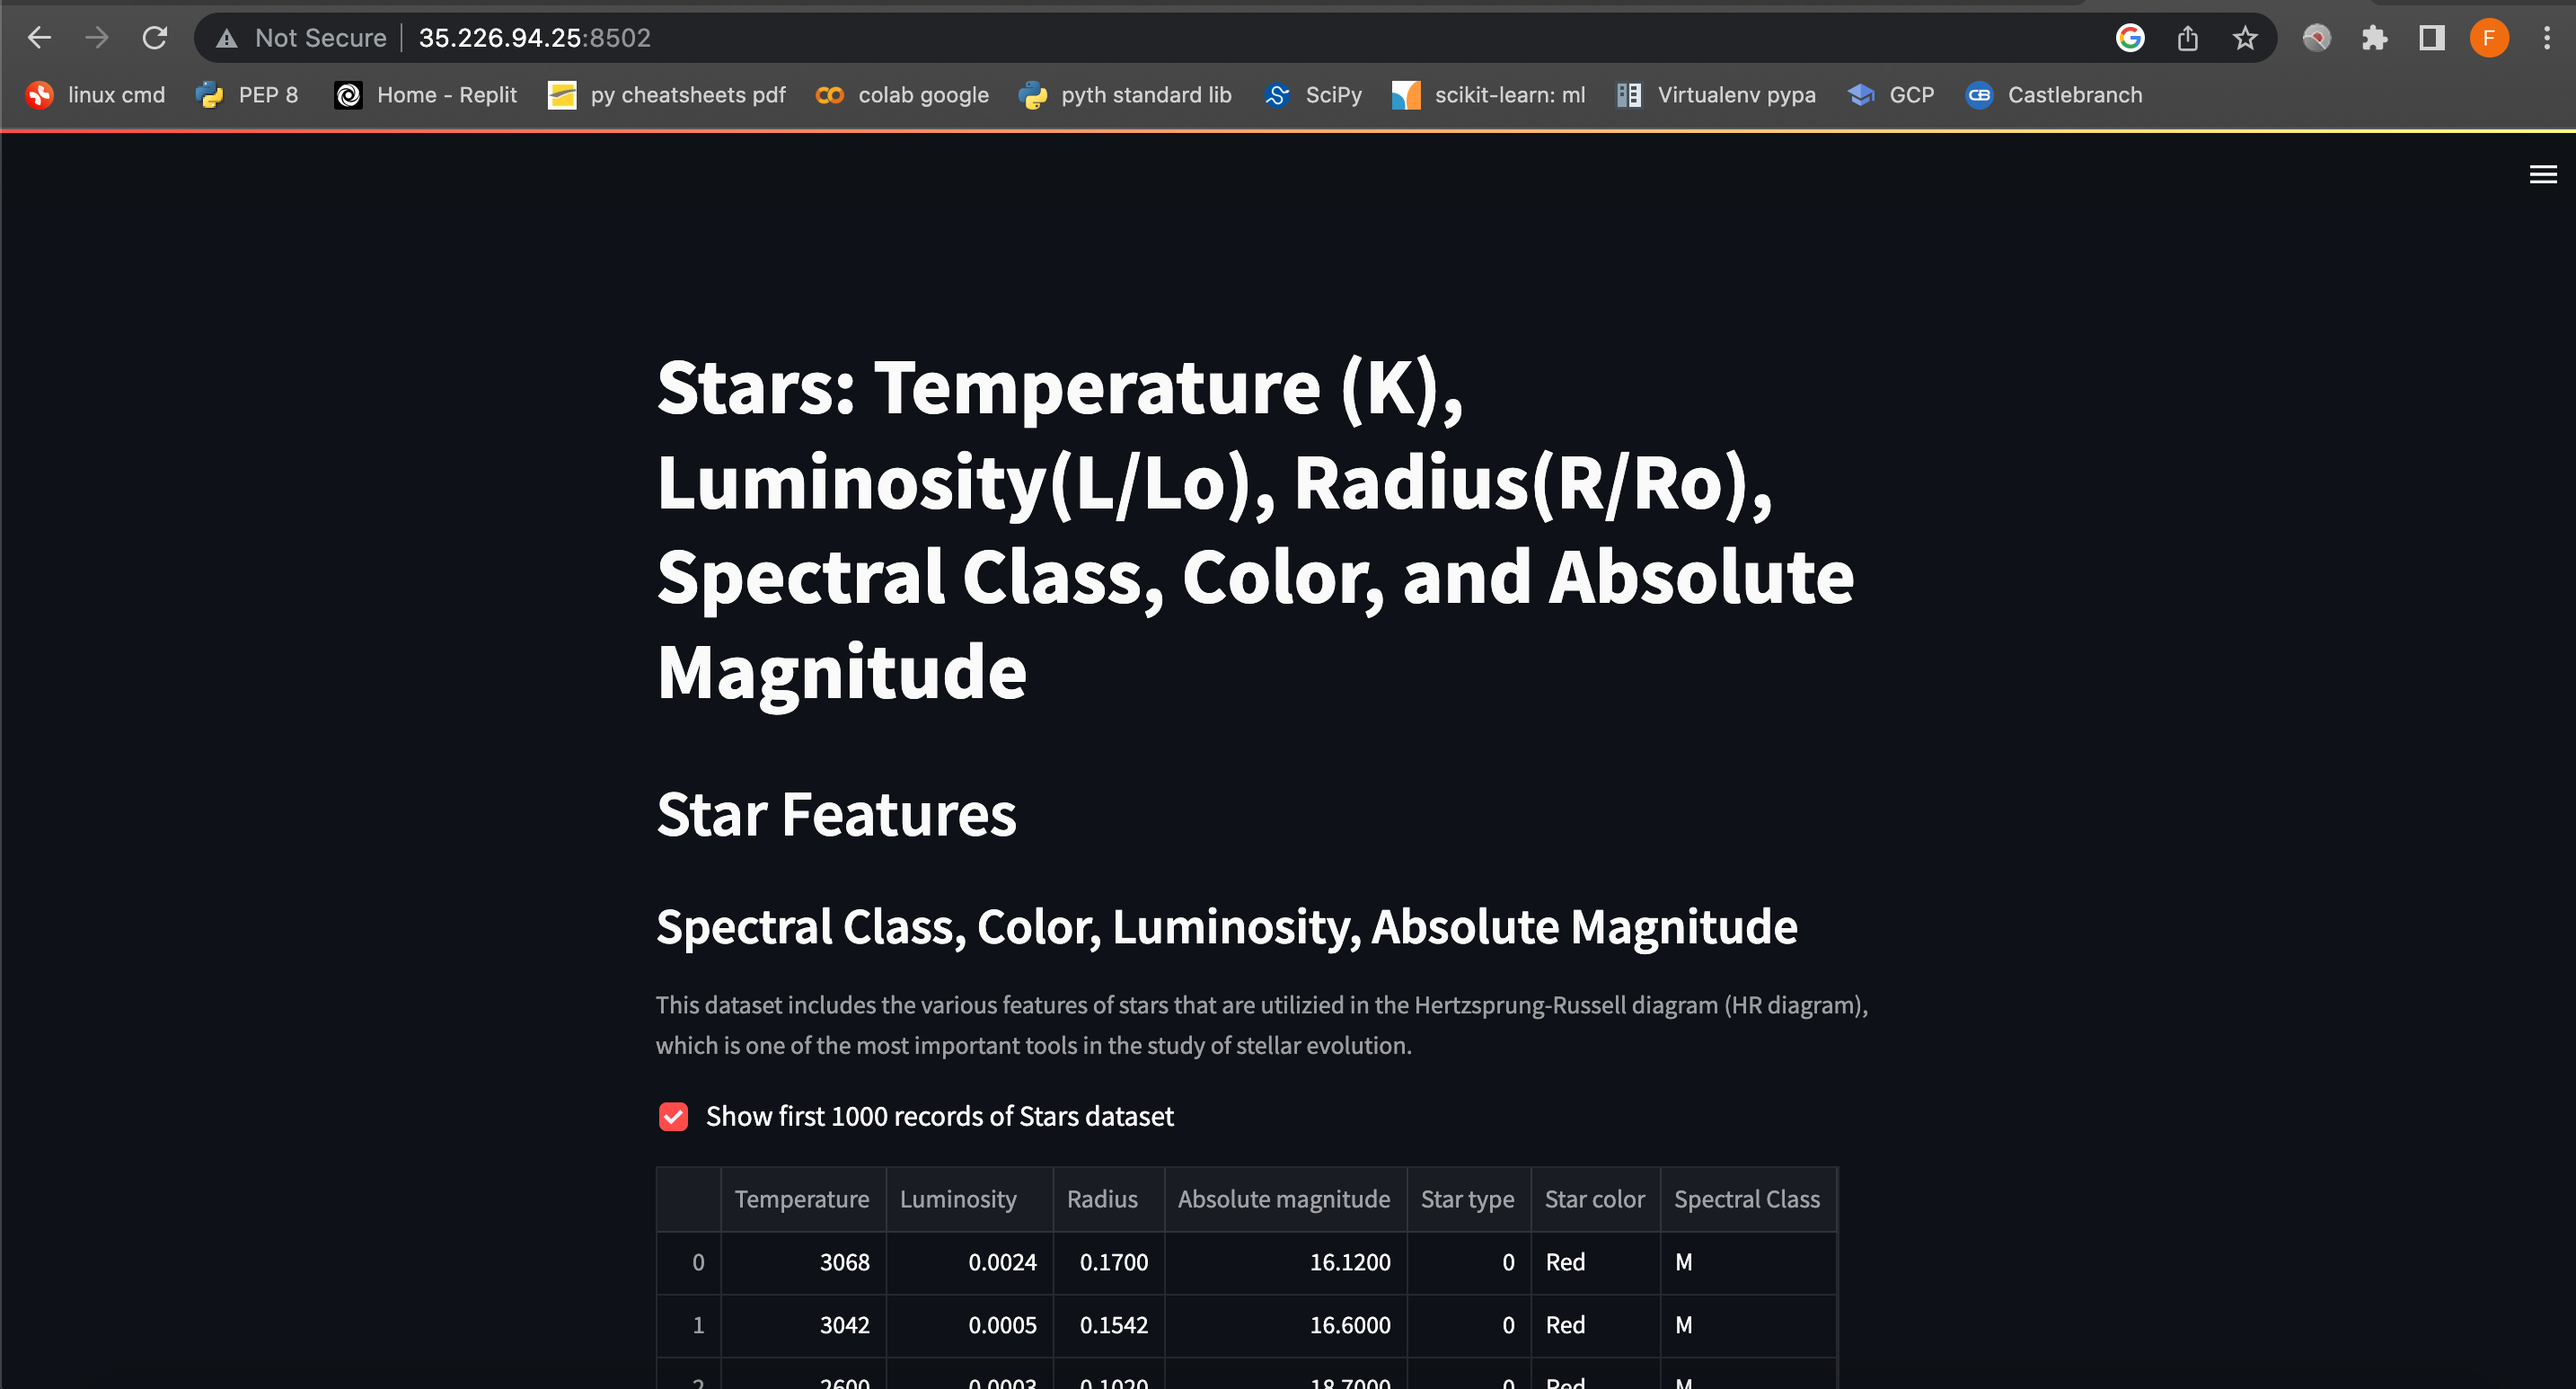 Not Secure 35.226.94.25:8502
G F
linux cmd PEP 8 Home - Replit py cheatsheets pdf colab google pyth standard lib SciPy scikit-learn: ml Virtualenv pypa GCP CB Castlebranch
Stars: Temperature (K),
Luminosity(L/Lo), Radius(R/Ro),
Spectral Class, Color, and Absolute
Magnitude
Star Features
Spectral Class, Color, Luminosity, Absolute Magnitude
This dataset includes the various features of stars that are utilizied in the Hertzsprung-Russell diagram (HR diagram),
which is one of the most important tools in the study of stellar evolution.
Show first 1000 records of Stars dataset
Temperature Luminosity Radius Absolute magnitude Star type Star color Spectral Class
0 3068 0.0024 0.1700 16.1200 0 Red M
1 3042 0.0005 0.1542 16.6000 0 Red M
2 2600 0.0003 0.1020 18.7000 0 Red M